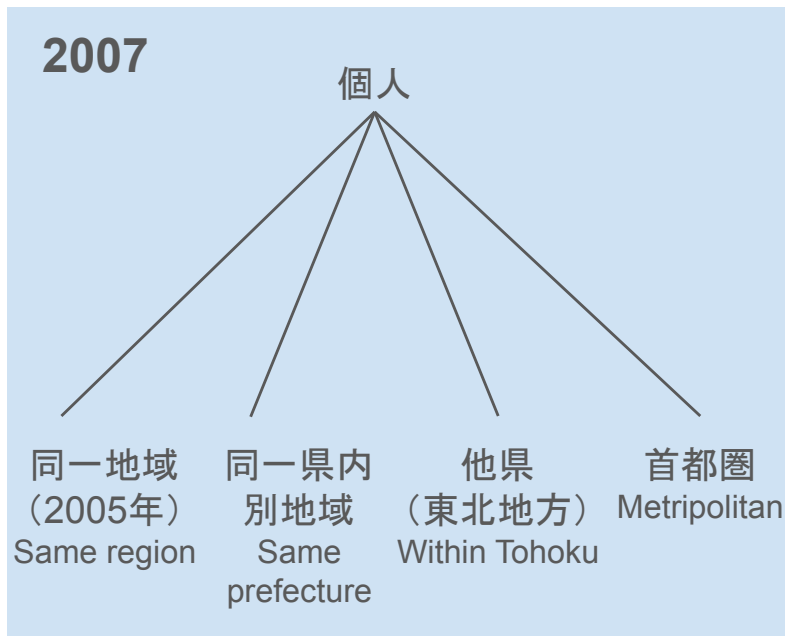 2007
個人
同一地域
（2005年）
Same region
同一県内
別地域
Same
prefecture
他県
（東北地方）
Within Tohoku
首都圏
Metripolitan